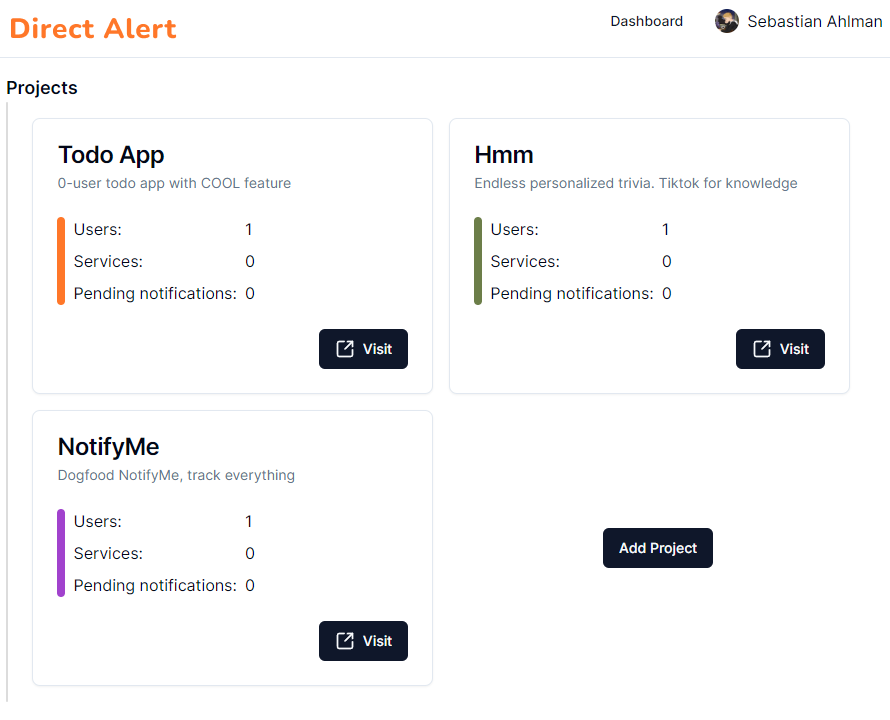 Direct Alert
Dashboard
Sebastian Ahlman
Projects
Todo App
0-user todo app with COOL feature
Users: 1
Services: 0
Pending notifications: 0
Visit
Hmm
Endless personalized trivia. Tiktok for knowledge
Users: 1
Services: 0
Pending notifications: 0
Visit
NotifyMe
Dogfood NotifyMe, track everything
Users: 1
Services: 0
Pending notifications: 0
Visit
Add Project